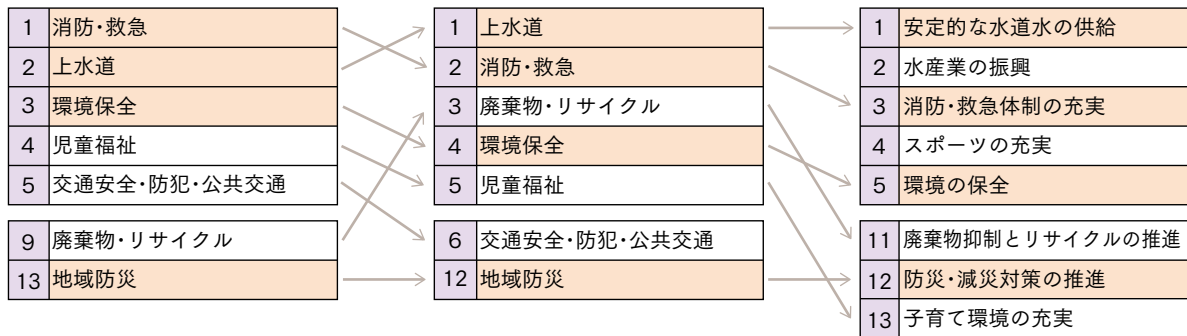 1 消防・救急
2 上水道
3 環境保全
4 児童福祉
5 交通安全・防犯・公共交通
9 廃棄物・リサイクル
13 地域防災
1 上水道
2 消防・救急
3 廃棄物・リサイクル
4 環境保全
5 児童福祉
6 交通安全・防犯・公共交通
12 地域防災
1 安定的な水道水の供給
2 水産業の振興
3 消防・救急体制の充実
4 スポーツの充実
5 環境の保全
11 廃棄物抑制とリサイクルの推進
12 防災・減災対策の推進
13 子育て環境の充実